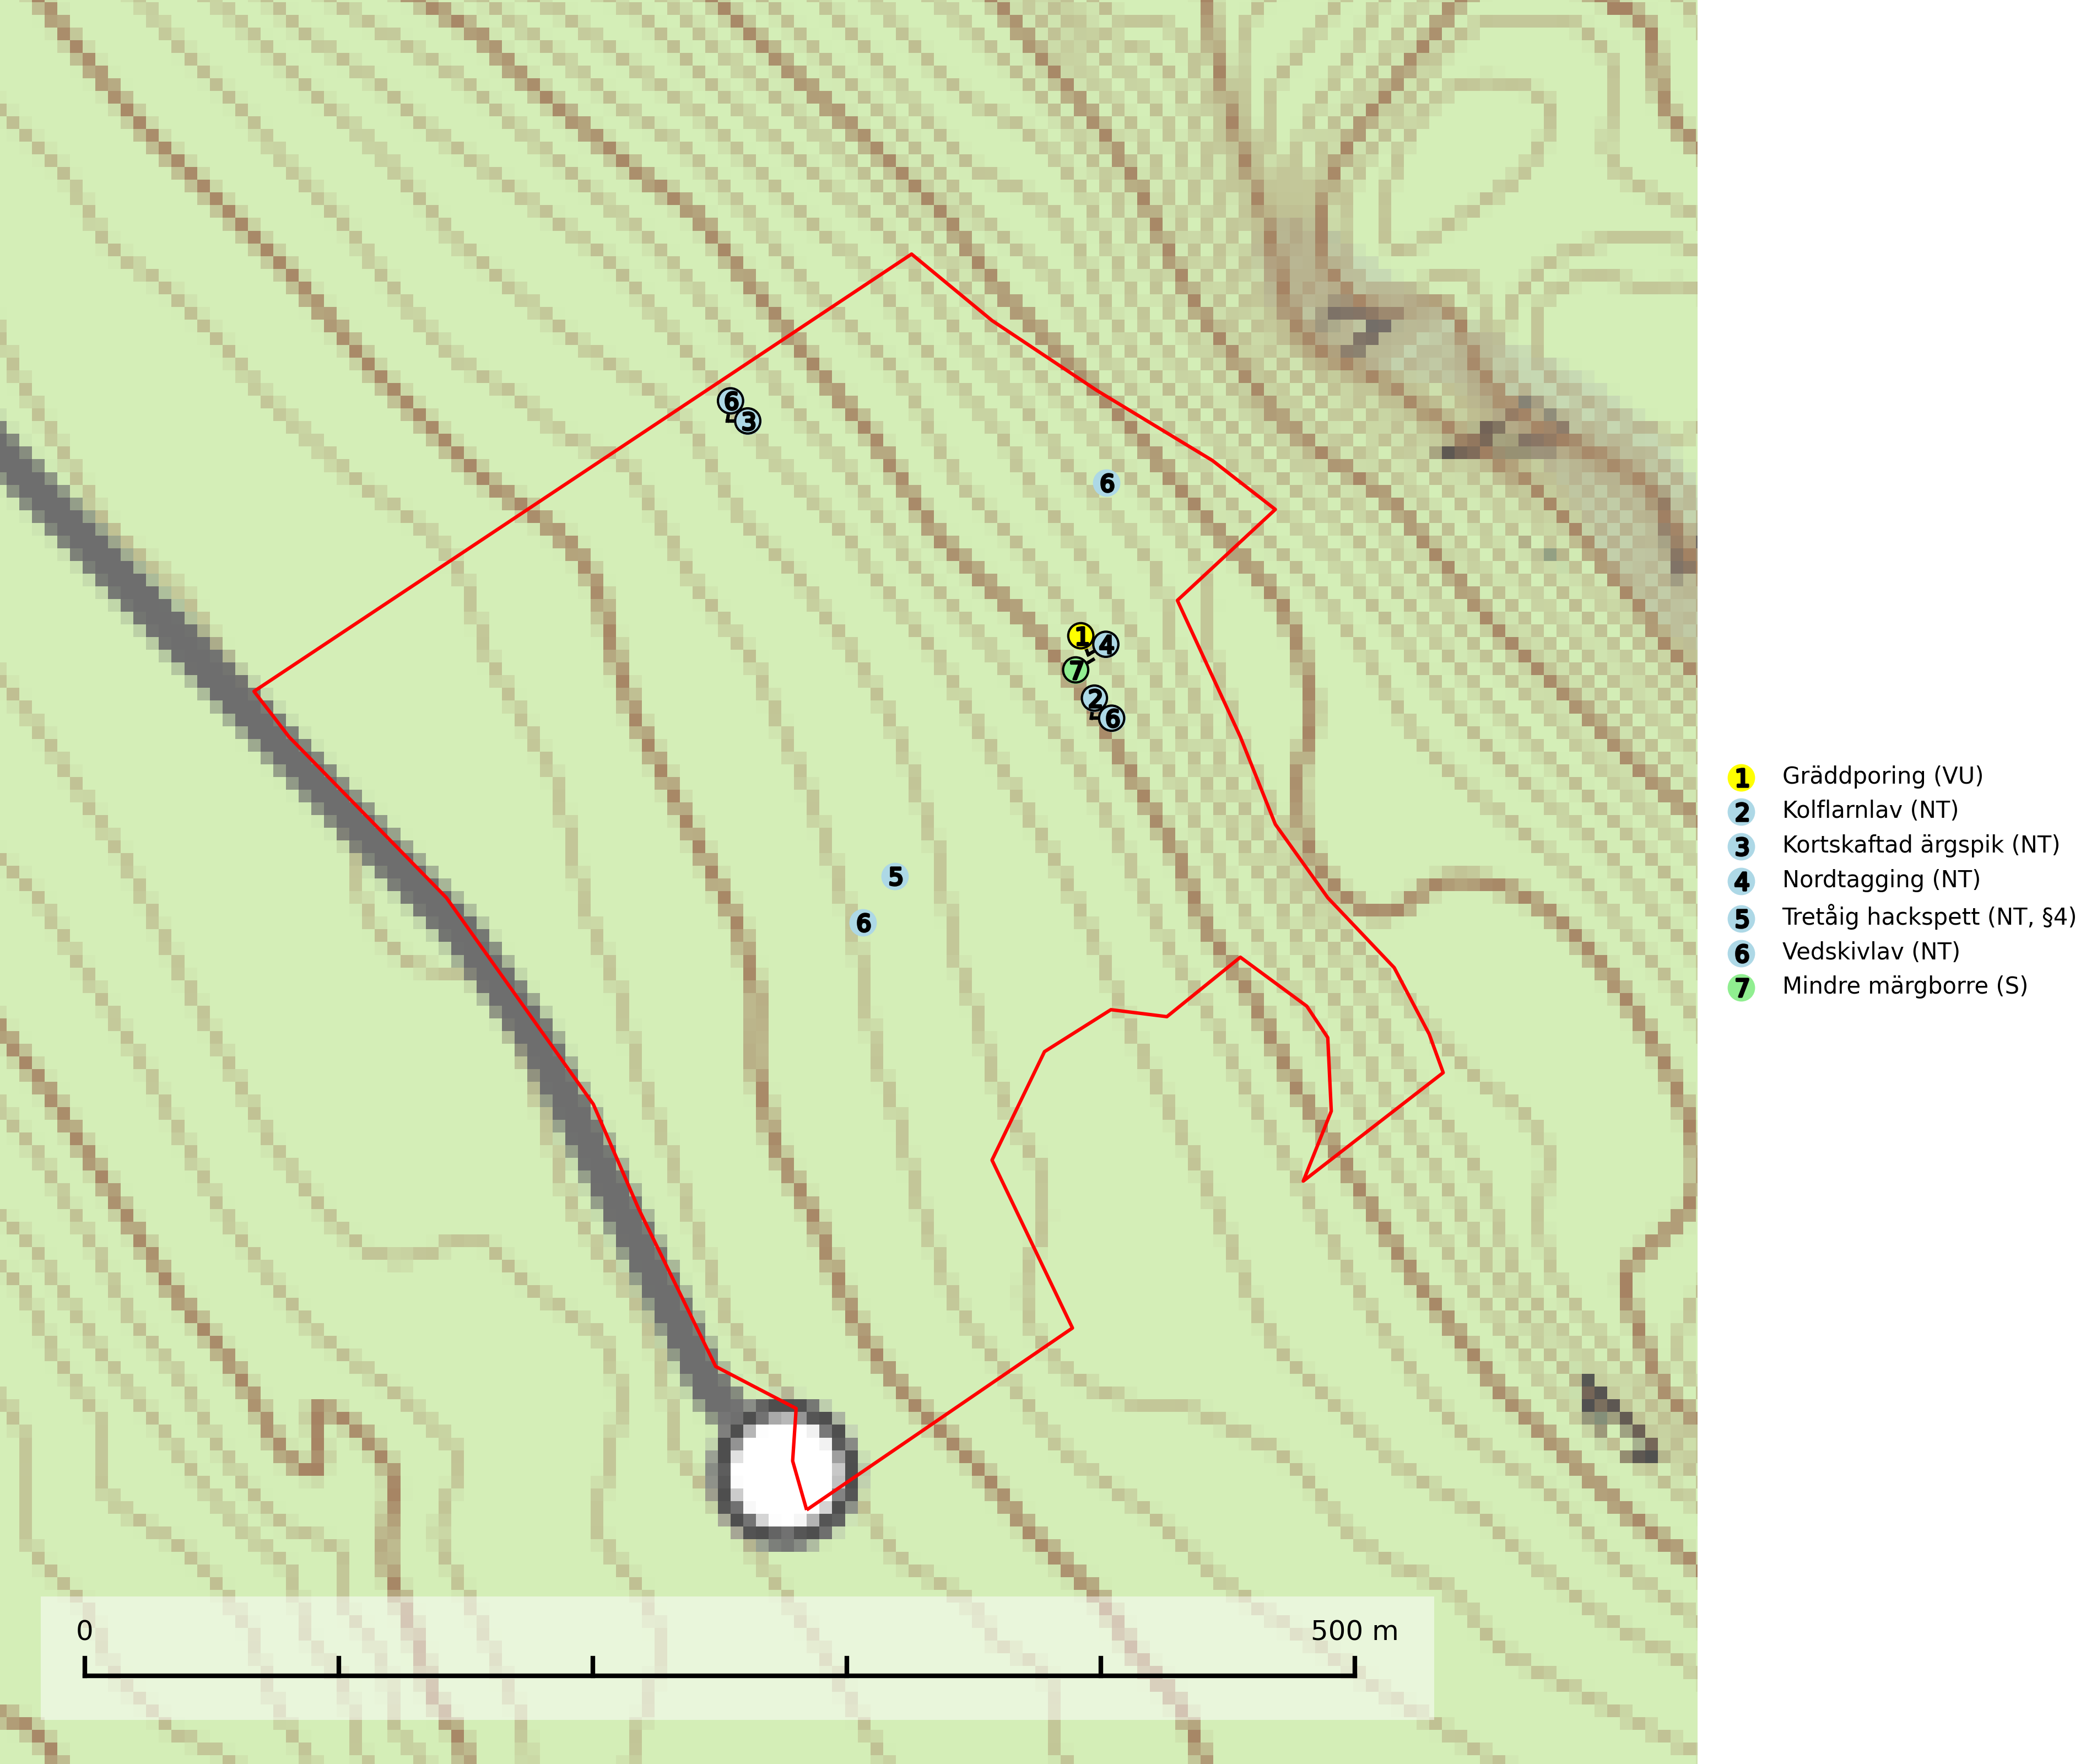 6
3
6
1
4
7
2
6
5
6
1 Gräddporing (VU)
2 Kolflarnlav (NT)
3 Kortskaftad ärgspik (NT)
4 Nordtagging (NT)
5 Tretåig hackspett (NT, §4)
6 Vedskivlav (NT)
7 Mindre märgborre (S)
0 500 m